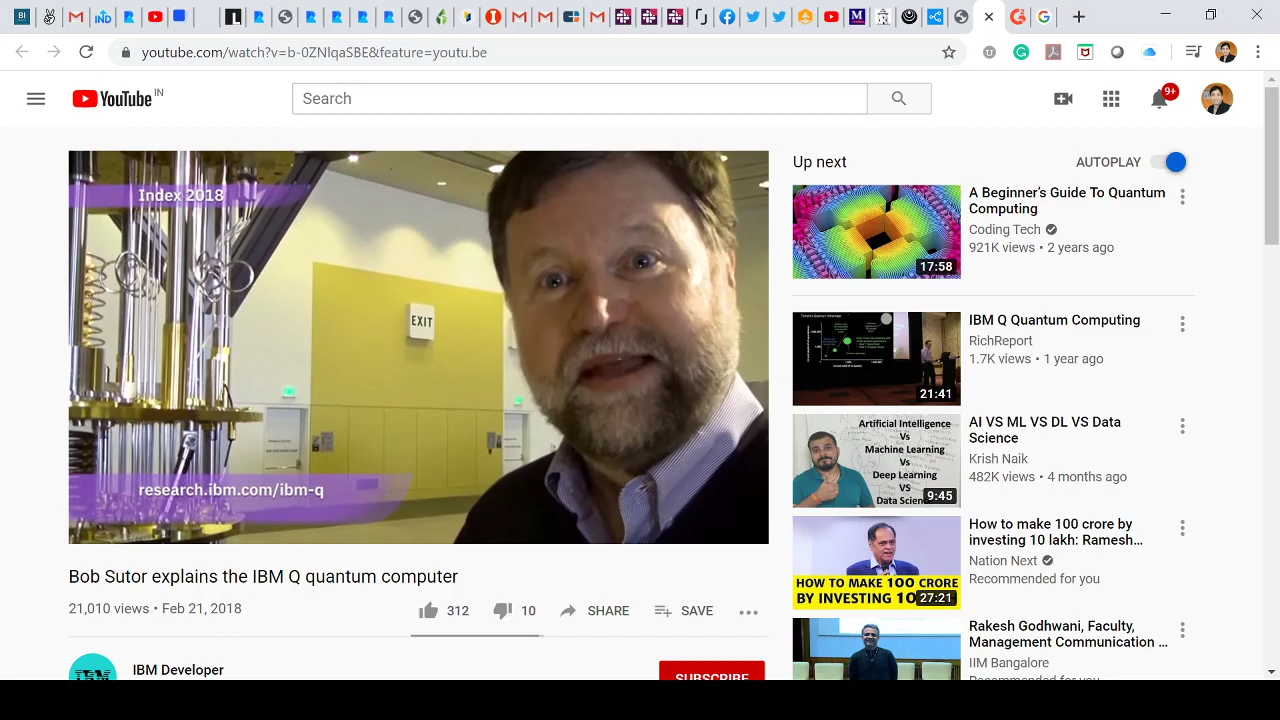 youtube.com/watch?v=b-0ZNlqaSBE&feature=youtu.be
YouTube IN
Search
9+
Index 2018
EXIT
research.ibm.com/ibm-q
Bob Sutor explains the IBM Q quantum computer
21,010 views • Feb 21, 2018
312
10
SHARE
SAVE
IBM Developer
SUBSCRIBE
Up next
AUTOPLAY
A Beginner's Guide To Quantum
Computing
Coding Tech
921K views • 2 years ago
17:58
IBM Q Quantum Computing
RichReport
1.7K views • 1 year ago
21:41
Artificial Intelligence
Vs
Machine Learning
Vs
Deep Learning
VS
Data Scien
9:45
AI VS ML VS DL VS Data
Science
Krish Naik
482K views • 4 months ago
HOW TO MAKE 100 CRORE
BY INVESTING 10
27:21
How to make 100 crore by
investing 10 lakh: Ramesh...
Nation Next
Recommended for you
Rakesh Godhwani, Faculty,
Management Communication ...
IIM Bangalore
Recommended for you